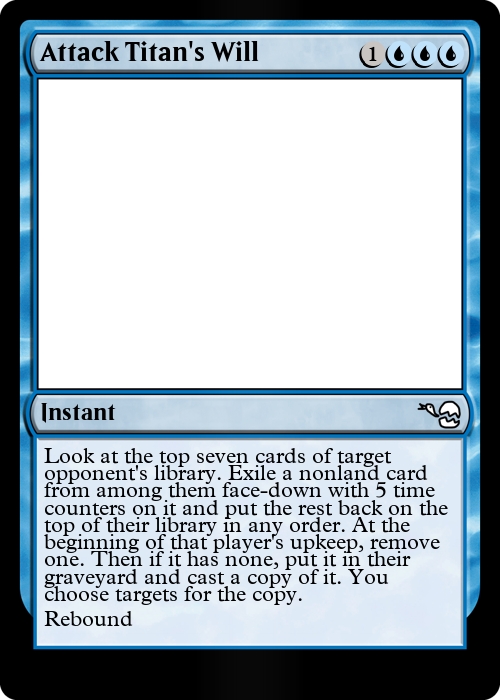 Attack Titan's Will 1
Instant
Look at the top seven cards of target
opponent's library. Exile a nonland card
from among them face-down with 5 time
counters on it and put the rest back on the
top of their library in any order. At the
beginning of that player's upkeep, remove
one. Then if it has none, put it in their
graveyard and cast a copy of it. You
choose targets for the copy.
Rebound